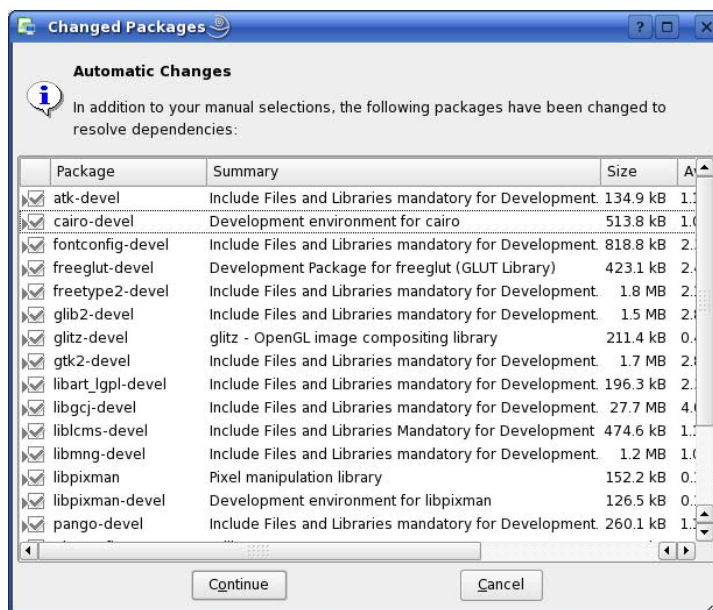 Changed Packages
Automatic Changes
In addition to your manual selections, the following packages have been changed to
resolve dependencies:
Package Summary Size
atk-devel Include Files and Libraries mandatory for Development. 134.9 kB
cairo-devel Development environment for cairo 513.8 kB
fontconfig-devel Include Files and Libraries mandatory for Development. 818.8 kB
freeglut-devel Development Package for freeglut (GLUT Library) 423.1 kB
freetype2-devel Include Files and Libraries mandatory for Development. 1.8 MB
glib2-devel Include Files and Libraries mandatory for Development. 1.5 MB
glitz-devel glitz - OpenGL image compositing library 211.4 kB
gtk2-devel Include Files and Libraries mandatory for Development. 1.7 MB
libart_lgpl-devel Include Files and Libraries mandatory for Development. 196.3 kB
libgcj-devel Include Files and Libraries mandatory for Development. 27.7 MB
liblcms-devel Include Files and Libraries Mandatory for Development 474.6 kB
libmng-devel Include Files and Libraries mandatory for Development. 1.2 MB
libpixman Pixel manipulation library 152.2 kB
libpixman-devel Development environment for libpixman 126.5 kB
pango-devel Include Files and Libraries mandatory for Development. 260.1 kB
Continue Cancel